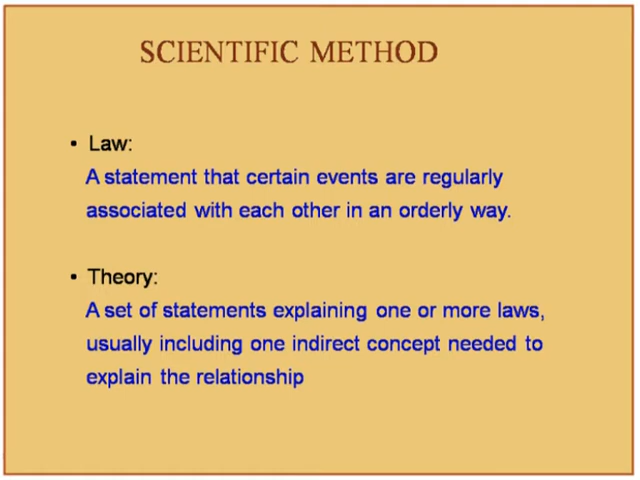 SCIENTIFIC METHOD
• Law:
A statement that certain events are regularly
associated with each other in an orderly way.
• Theory:
A set of statements explaining one or more laws,
usually including one indirect concept needed to
explain the relationship